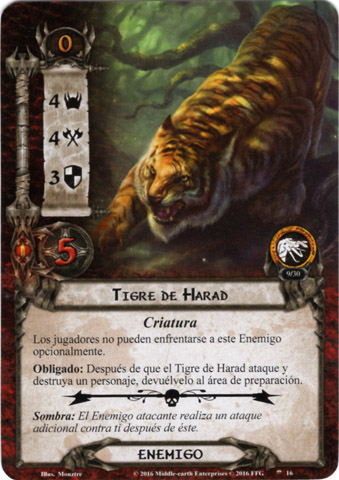 0
4
4
3
5
9/30
Tigre de Harad
Criatura
Los jugadores no pueden enfrentarse a este Enemigo
opcionalmente.
Obligado: Después de que el Tigre de Harad ataque y
destruya un personaje, devuélvelo al área de preparación.
Sombra: El Enemigo atacante realiza un ataque
adicional contra ti después de éste.
ENEMIGO
Illus. Monztre © 2016 Middle-earth Enterprises © 2016 FFG 16